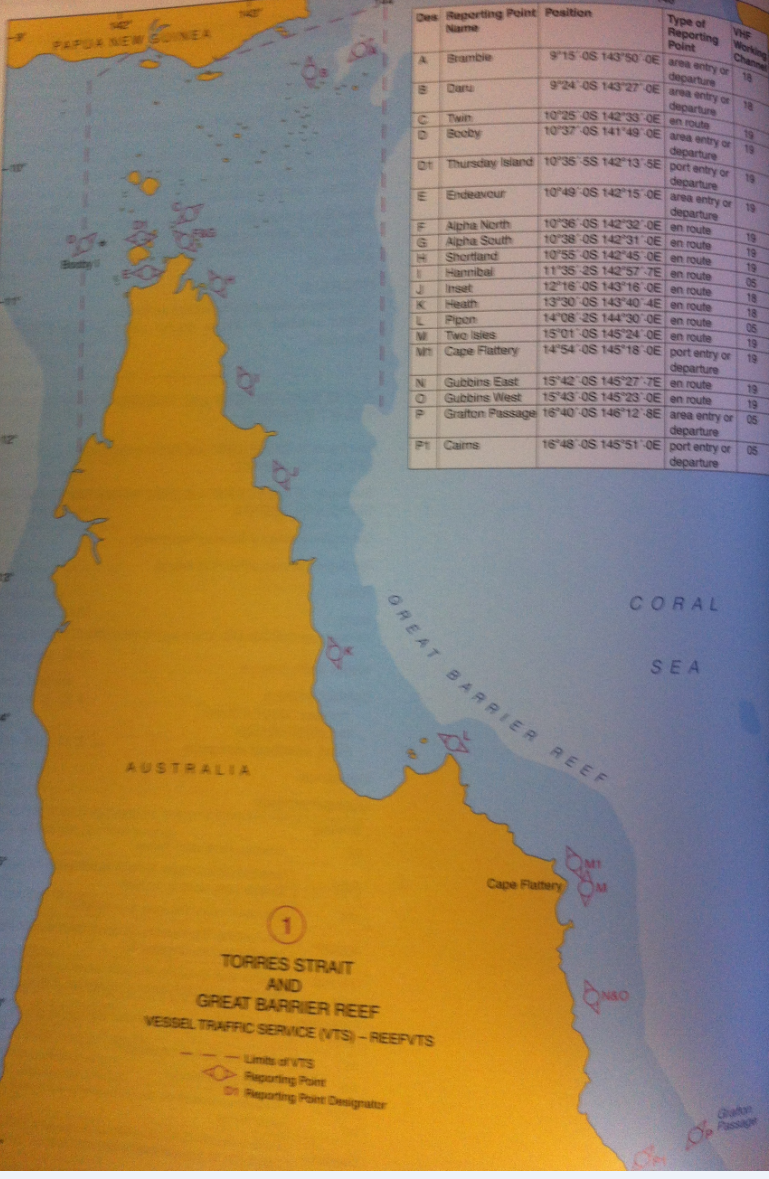 144°
142°
143°
9°
PAPUA NEW GUINEA
Des Reporting Point Name Position Type of Reporting Point VHF Working Channel
A Bramble 9°15´·0S 143°50´·0E area entry or departure 18
B Daru 9°24´·0S 143°27´·0E area entry or departure 18
C Twin 10°25´·0S 142°33´·0E en route 19
D Booby 10°37´·0S 141°49´·0E area entry or departure 19
D1 Thursday Island 10°35´·5S 142°13´·5E port entry or departure 19
E Endeavour 10°49´·0S 142°15´·0E area entry or departure 19
F Alpha North 10°36´·0S 142°32´·0E en route 19
G Alpha South 10°38´·0S 142°31´·0E en route 19
H Shortland 10°55´·0S 142°45´·0E en route 19
I Hannibal 11°35´·2S 142°57´·7E en route 05
J Inset 12°16´·0S 143°16´·0E en route 18
K Heath 13°30´·0S 143°40´·4E en route 18
L Pipon 14°08´·2S 144°30´·0E en route 05
M Two Isles 15°01´·0S 145°24´·0E en route 19
M1 Cape Flattery 14°54´·0S 145°18´·0E port entry or departure 19
N Gubbins East 15°42´·0S 145°27´·7E en route 19
O Gubbins West 15°43´·0S 145°23´·0E en route 19
P Grafton Passage 16°40´·0S 146°12´·8E area entry or departure 05
P1 Cairns 16°48´·0S 145°51´·0E port entry or departure 05
A
B
10°
C
D
D1
F&G
Booby I
E
H
11°
I
12°
J
GREAT BARRIER REEF
CORAL
SEA
K
L
AUSTRALIA
M1
Cape Flattery
M
1
TORRES STRAIT
AND
GREAT BARRIER REEF
VESSEL TRAFFIC SERVICE (VTS) – REEFVTS
N&O
Limits of VTS
Reporting Point
D1 Reporting Point Designator
Grafton
Passage
P
P1